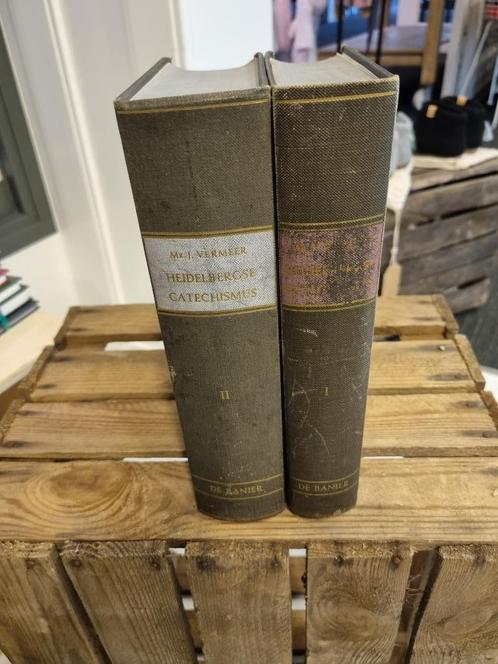 Mr. J. VERMEER
HEIDELBERGSE
CATECHISMUS
II
DE BANIER
I
DE BANIER